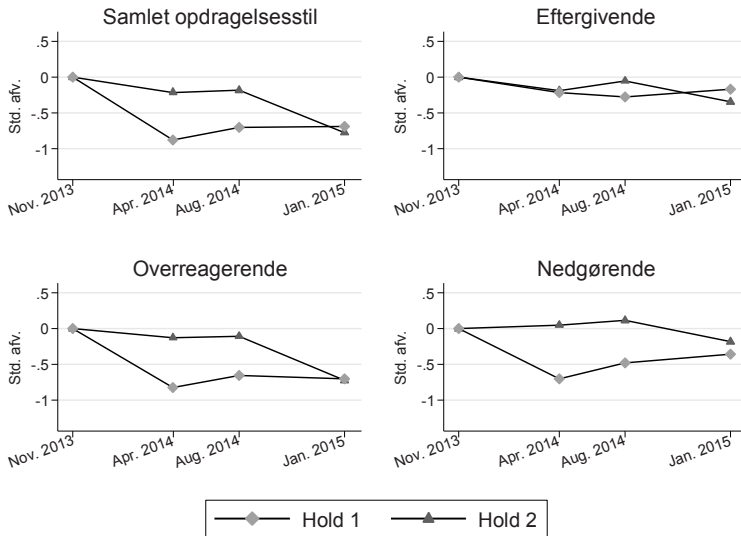 Samlet opdragelsesstil
.5
0
-.5
-1
Std. afv.
Nov. 2013
Apr. 2014
Aug. 2014
Jan. 2015
Eftergivende
.5
0
-.5
-1
Std. afv.
Nov. 2013
Apr. 2014
Aug. 2014
Jan. 2015
Overreagerende
.5
0
-.5
-1
Std. afv.
Nov. 2013
Apr. 2014
Aug. 2014
Jan. 2015
Nedgørende
.5
0
-.5
-1
Std. afv.
Nov. 2013
Apr. 2014
Aug. 2014
Jan. 2015
Hold 1
Hold 2